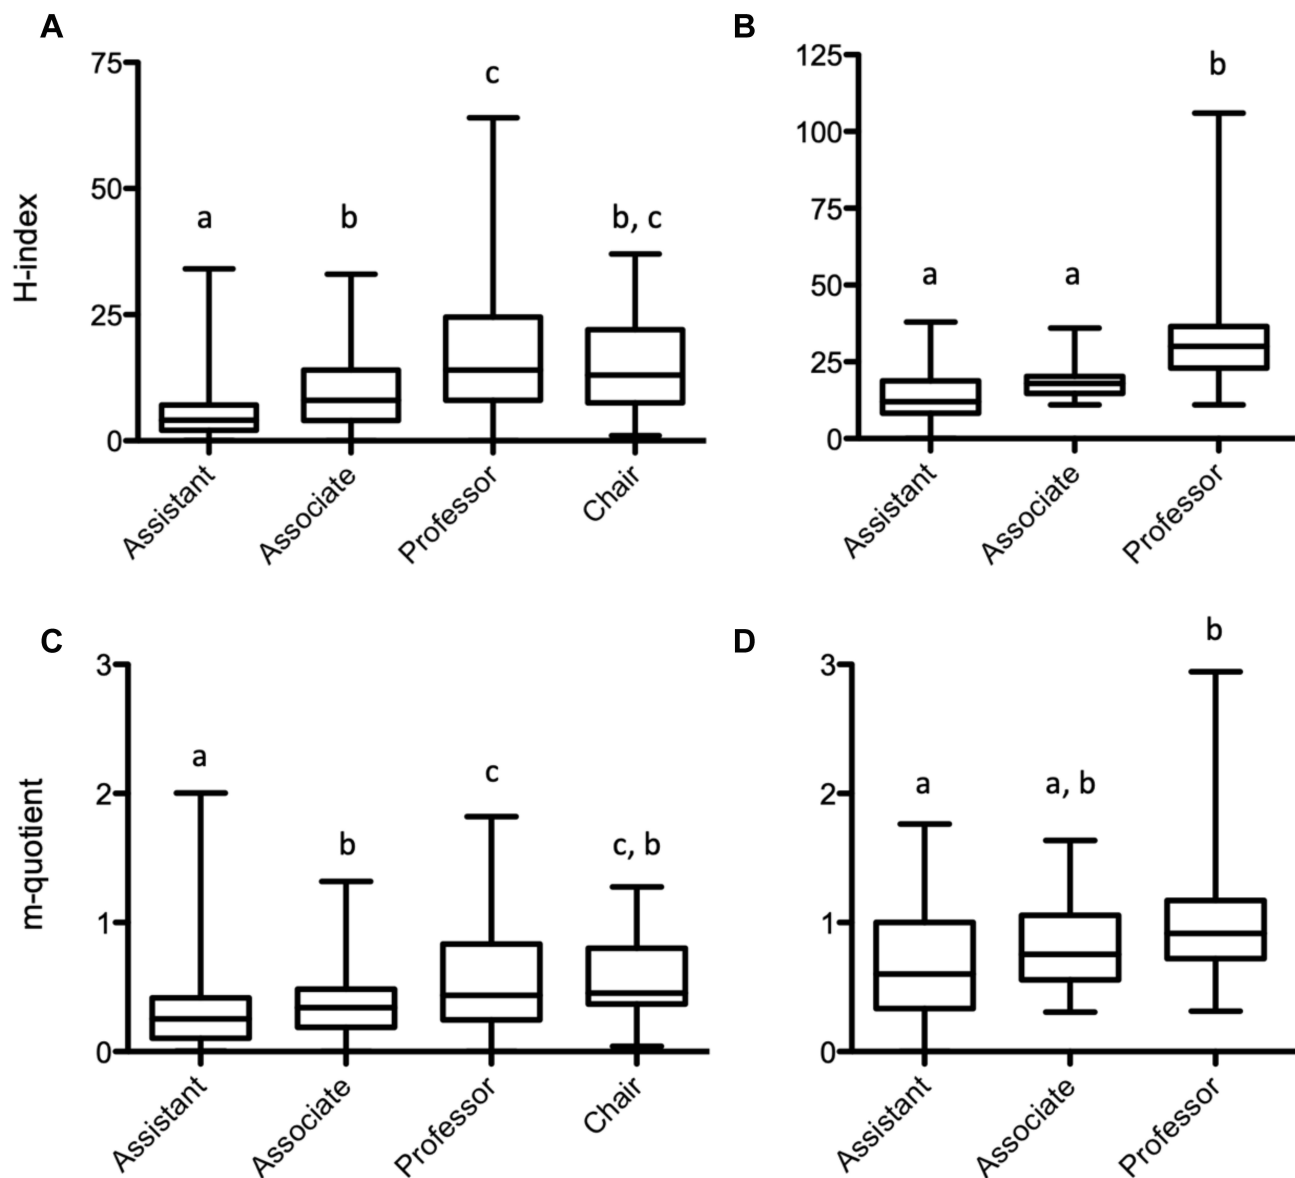 A
H-index
75
50
25
0
a
b
c
b, c
Assistant
Associate
Professor
Chair
B
125
100
75
50
25
0
a
a
b
Assistant
Associate
Professor
C
m-quotient
3
2
1
0
a
b
c
c, b
Assistant
Associate
Professor
Chair
D
3
2
1
0
a
a, b
b
Assistant
Associate
Professor